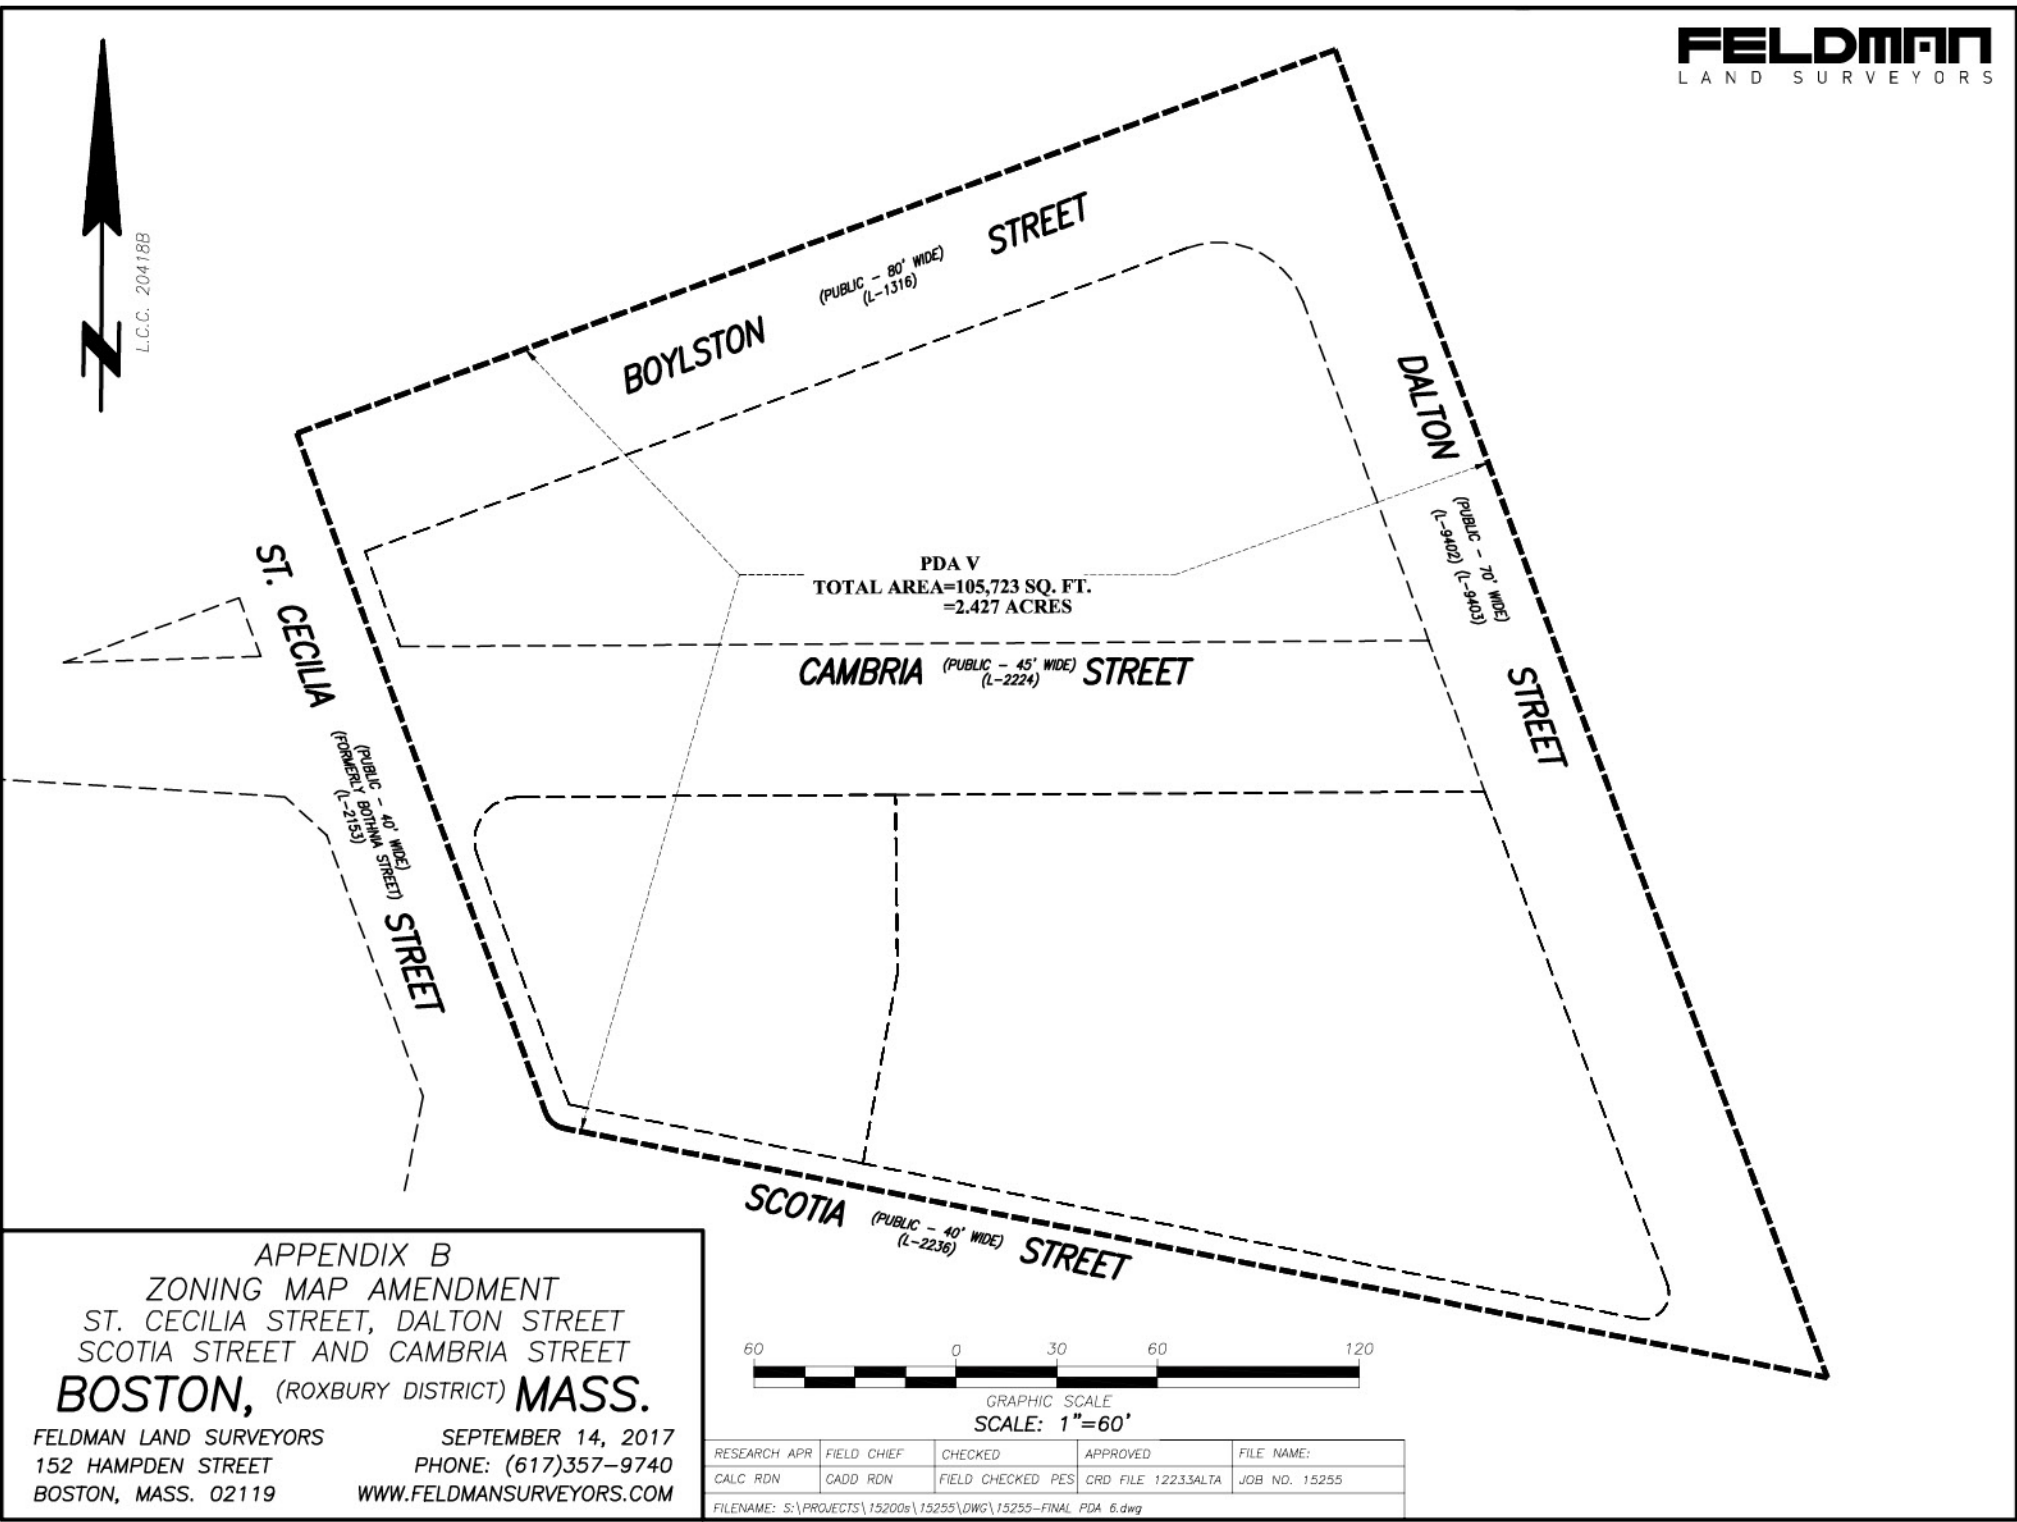 FELDMAN
LAND SURVEYORS
L.C.C. 20418B
N
BOYLSTON (PUBLIC - 80' WIDE) STREET
(L-1316)
DALTON (PUBLIC - 70' WIDE) STREET
(L-9402) (L-9403)
PDA V
TOTAL AREA=105,723 SQ. FT.
=2.427 ACRES
CAMBRIA (PUBLIC - 45' WIDE) STREET
(L-2224)
ST. CECILIA (PUBLIC - 40' WIDE) STREET
(FORMERLY BOTHNIA STREET)
(L-2153)
SCOTIA (PUBLIC - 40' WIDE) STREET
(L-2236)
60 0 30 60 120
GRAPHIC SCALE
SCALE: 1"=60'
APPENDIX B
ZONING MAP AMENDMENT
ST. CECILIA STREET, DALTON STREET
SCOTIA STREET AND CAMBRIA STREET
BOSTON, (ROXBURY DISTRICT) MASS.
FELDMAN LAND SURVEYORS SEPTEMBER 14, 2017
152 HAMPDEN STREET PHONE: (617)357-9740
BOSTON, MASS. 02119 WWW.FELDMANSURVEYORS.COM
RESEARCH APR FIELD CHIEF CHECKED APPROVED FILE NAME:
CALC RDN CADD RDN FIELD CHECKED PES CRD FILE 12233ALTA JOB NO. 15255
FILENAME: S:\PROJECTS\15200s\15255\DWG\15255-FINAL PDA 6.dwg